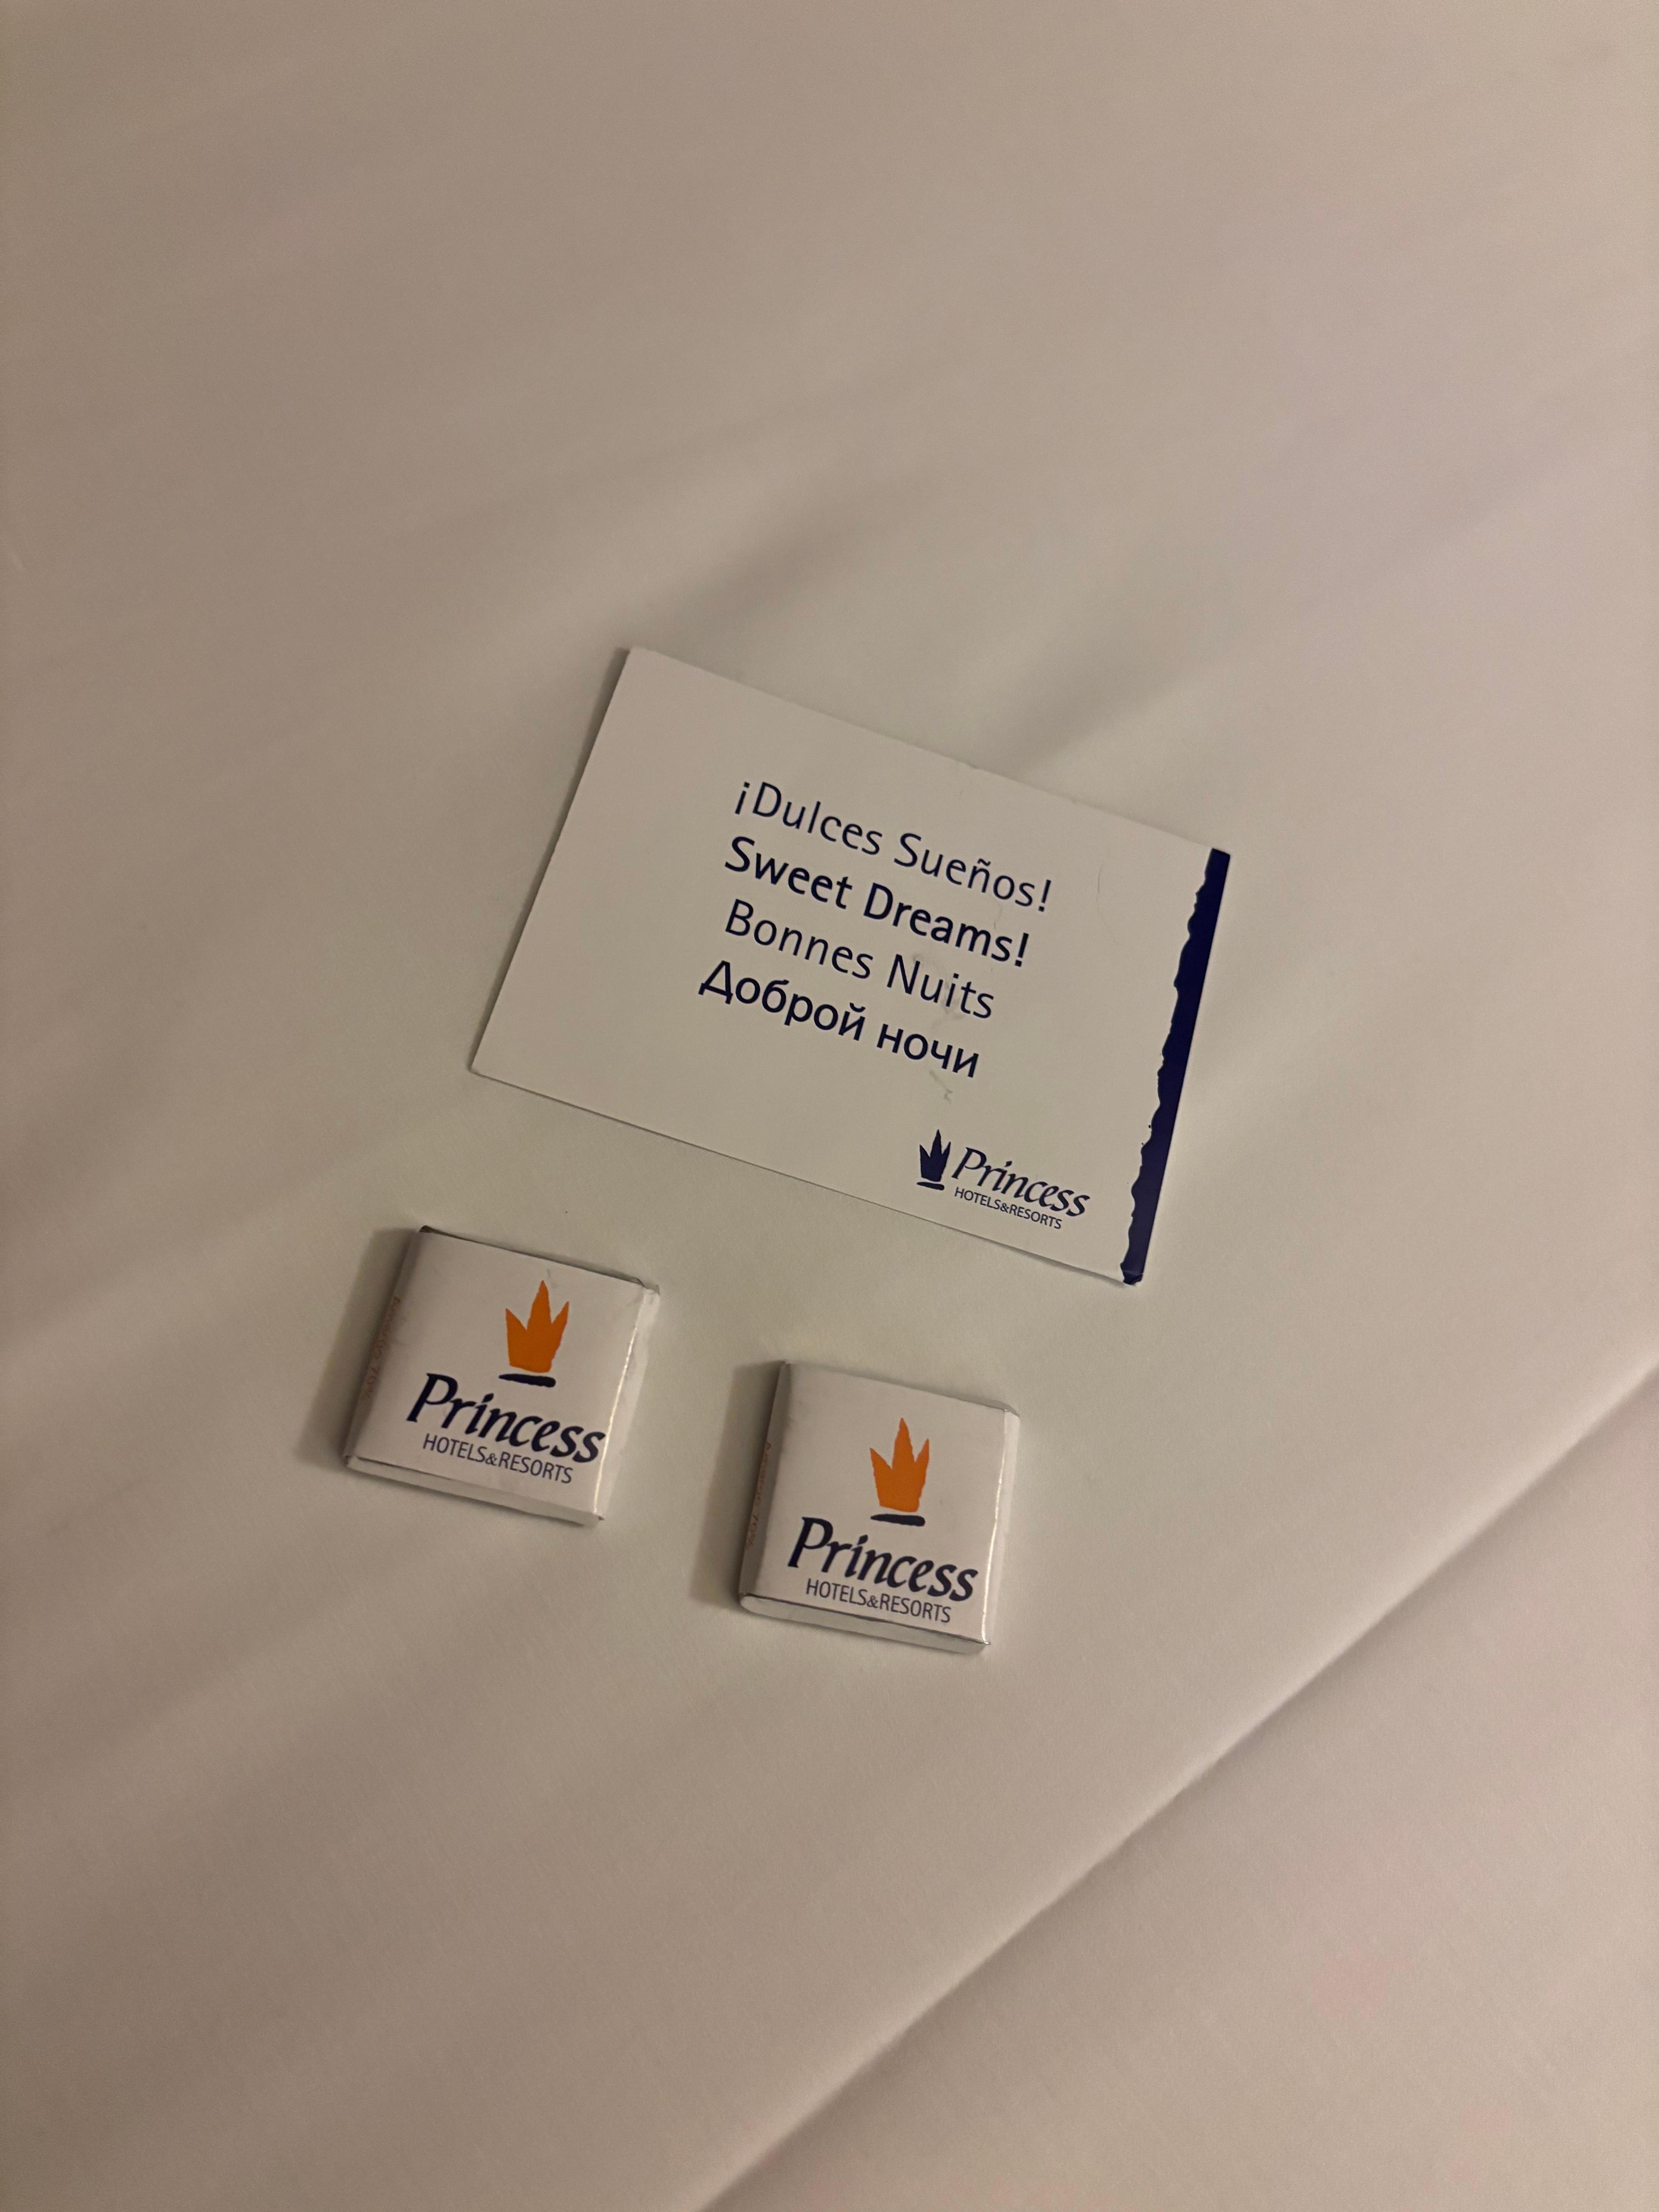 ¡Dulces Sueños!
Sweet Dreams!
Bonnes Nuits
Доброй ночи
Princess
HOTELS&RESORTS
Princess
HOTELS&RESORTS
Princess
HOTELS&RESORTS